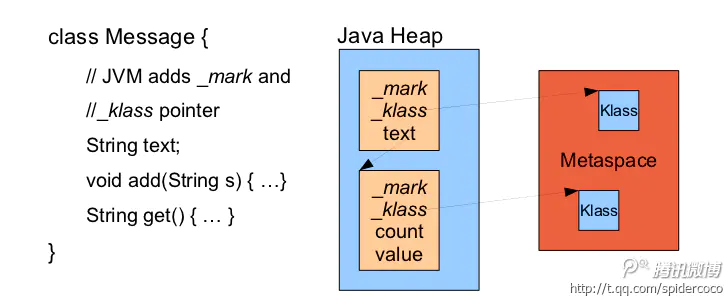 class Message {
// JVM adds _mark and
//_klass pointer
String text;
void add(String s) { …}
String get() { … }
}
Java Heap
_mark
_klass
text
_mark
_klass
count
value
Klass
Metaspace
Klass
腾讯微博
http://t.qq.com/spidercoco